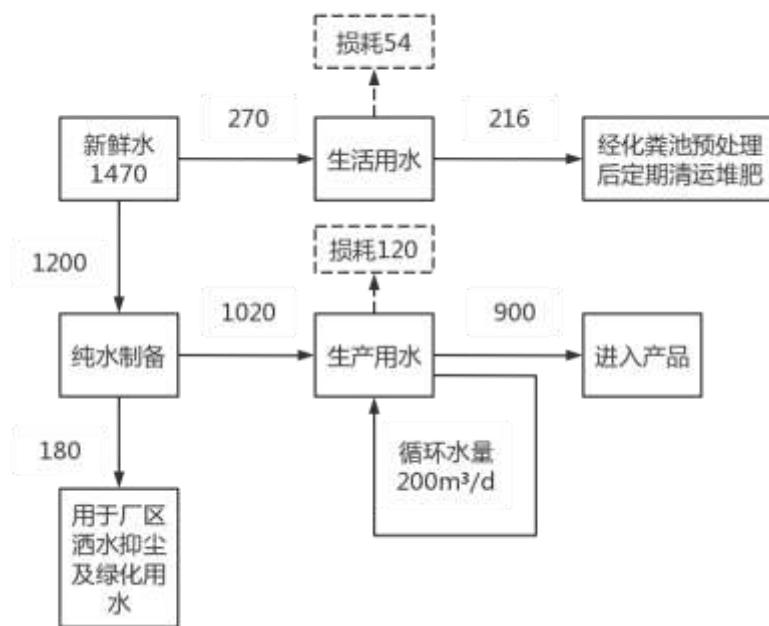 损耗54
270
216
新鲜水
1470
生活用水
经化粪池预处理
后定期清运堆肥
1200
损耗120
1020
900
纯水制备
生产用水
进入产品
180
循环水量
200m³/d
用于厂区
洒水抑尘
及绿化用
水